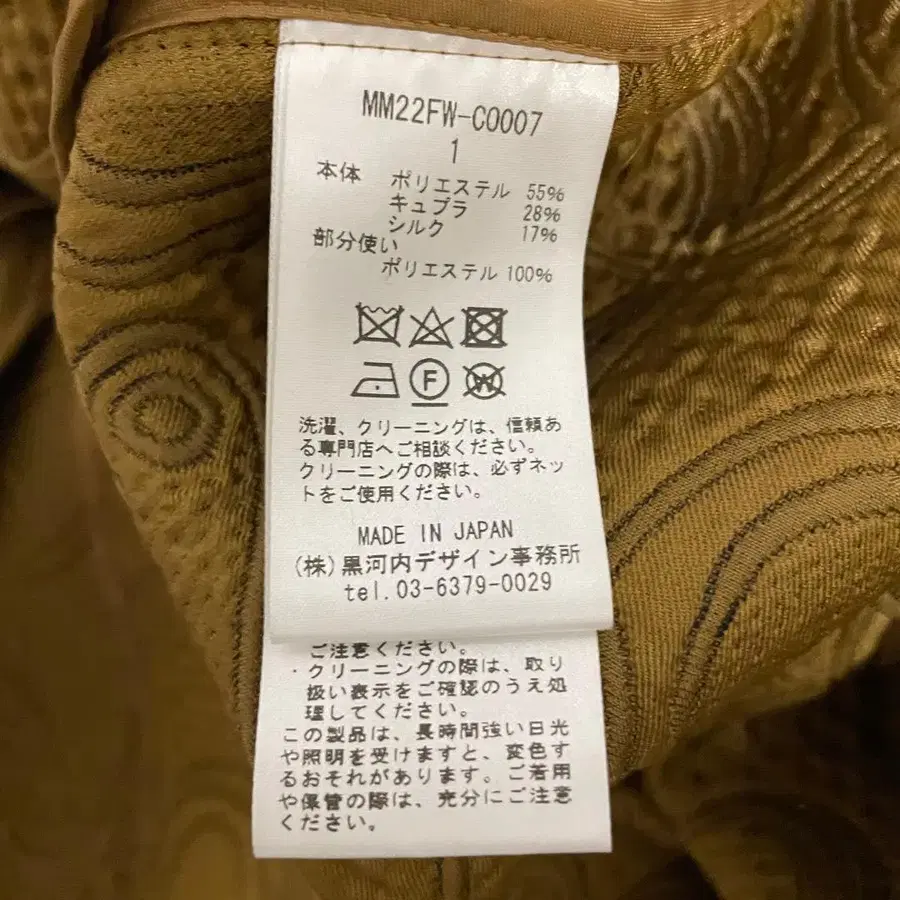 MM22FW-CO007
1
本体 ポリエステル 55%
キュプラ 28%
シルク 17%
部分使い
ポリエステル 100%
F
W
洗濯、クリーニングは、信頼あ
る専門店へご相談ください。
クリーニングの際は、必ずネッ
トをご使用ください。
MADE IN JAPAN
(株)黒河内デザイン事務所
tel.03-6379-0029
ご注意ください。
・クリーニングの際は、取り
扱い表示をご確認のうえ処
理してください。
この製品は、長時間強い日光
や照明を受けますと、変色す
るおそれがあります。ご着用
や保管の際は、充分にご注意
ください。